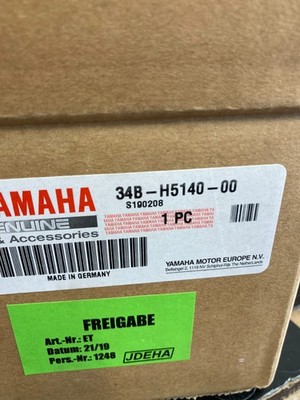 YAMAHA
GENUINE
& Accessories
34B-H5140-00
S190208
1 PC
MADE IN GERMANY
YAMAHA MOTOR EUROPE N.V.
FREIGABE
Art.-Nr.: ET
Datum: 21/19
Pers.-Nr.: 1248
JDEHA